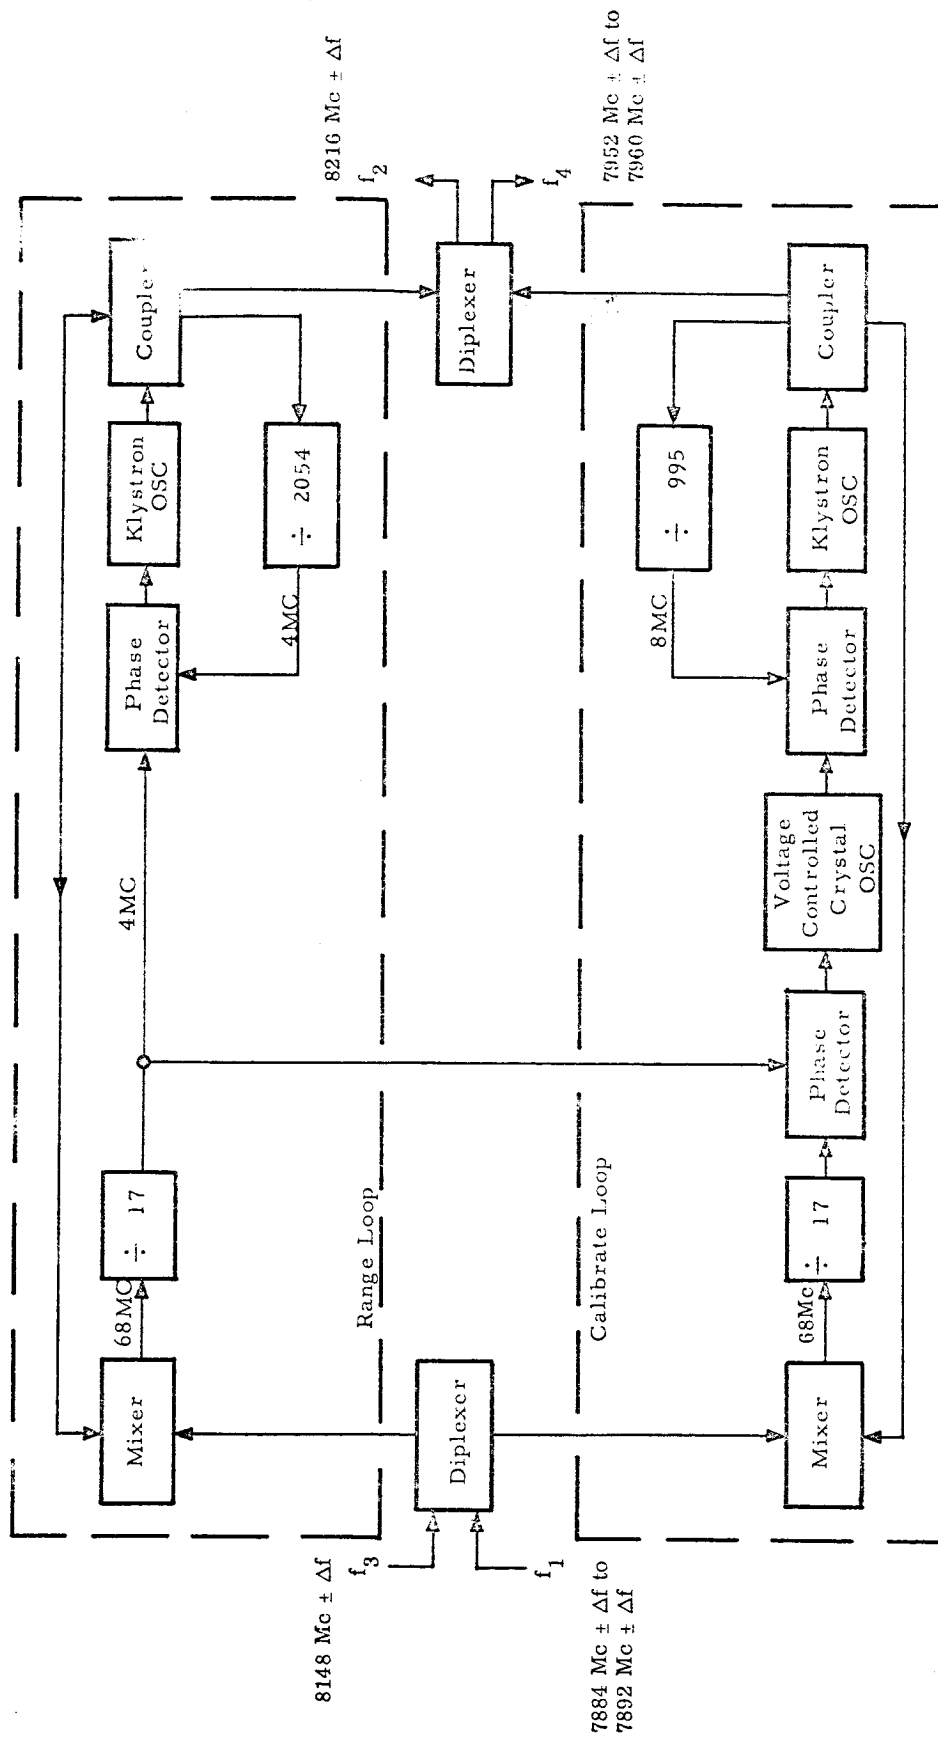 8148 Mc ± Δf
f3
7884 Mc ± Δf to
7892 Mc ± Δf
f1
Diplexer
Range Loop
Mixer
68MC
÷ 17
4MC
Phase
Detector
Klystron
OSC
Coupler
÷ 2054
4MC
Diplexer
8216 Mc ± Δf
f2
f4
7952 Mc ± Δf to
7960 Mc ± Δf
Calibrate Loop
Mixer
68Mc
÷ 17
Phase
Detector
Voltage
Controlled
Crystal
OSC
Phase
Detector
Klystron
OSC
Coupler
÷ 995
8MC